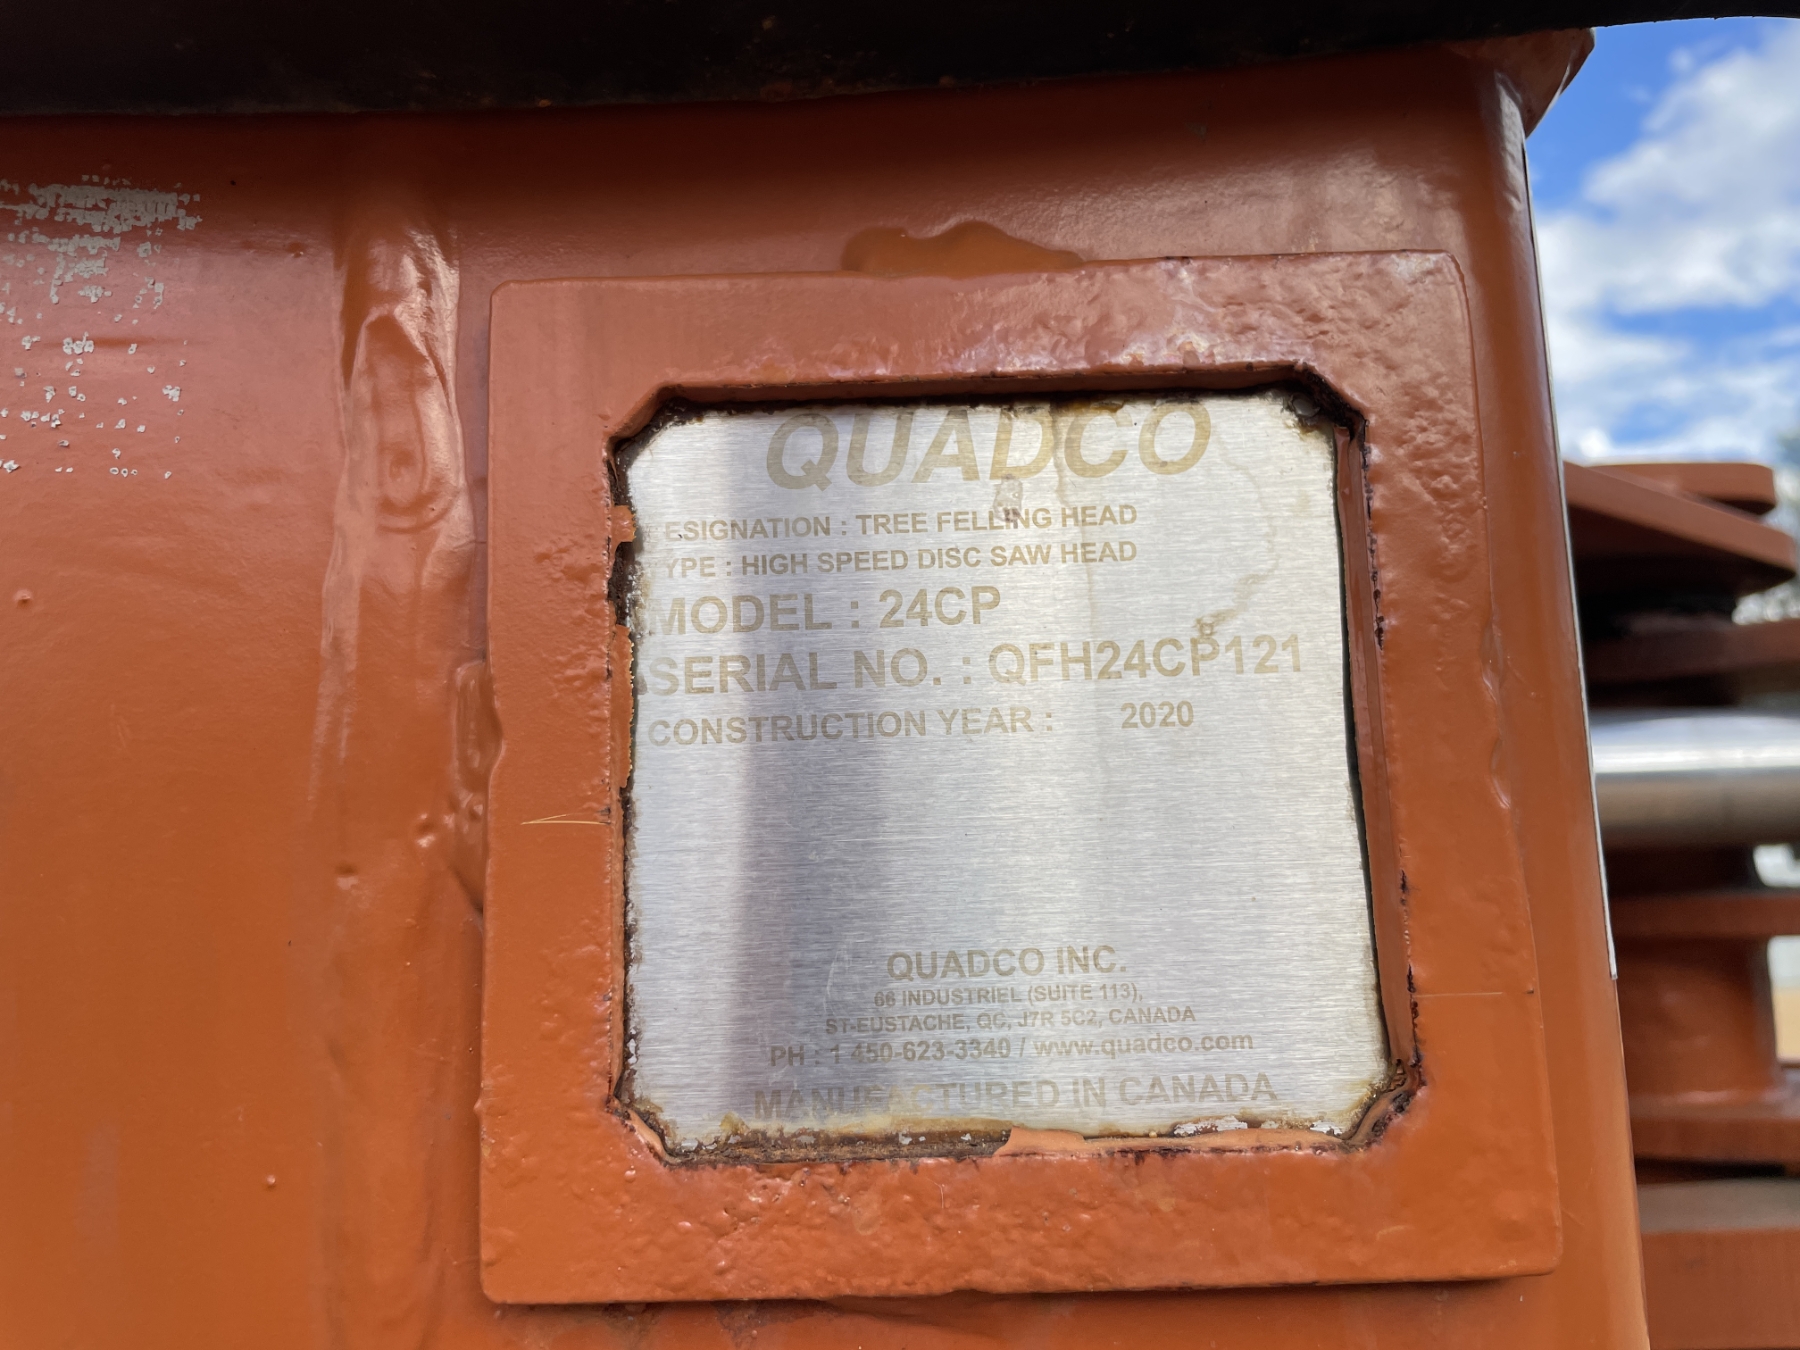 QUADCO
ESIGNATION : TREE FELLING HEAD
YPE : HIGH SPEED DISC SAW HEAD
MODEL : 24CP
SERIAL NO. : QFH24CP121
CONSTRUCTION YEAR : 2020
QUADCO INC.
66 INDUSTRIEL (SUITE 113),
ST-EUSTACHE, QC, J7R 5C2, CANADA
PH : 1 450-623-3340 / www.quadco.com
MANUFACTURED IN CANADA